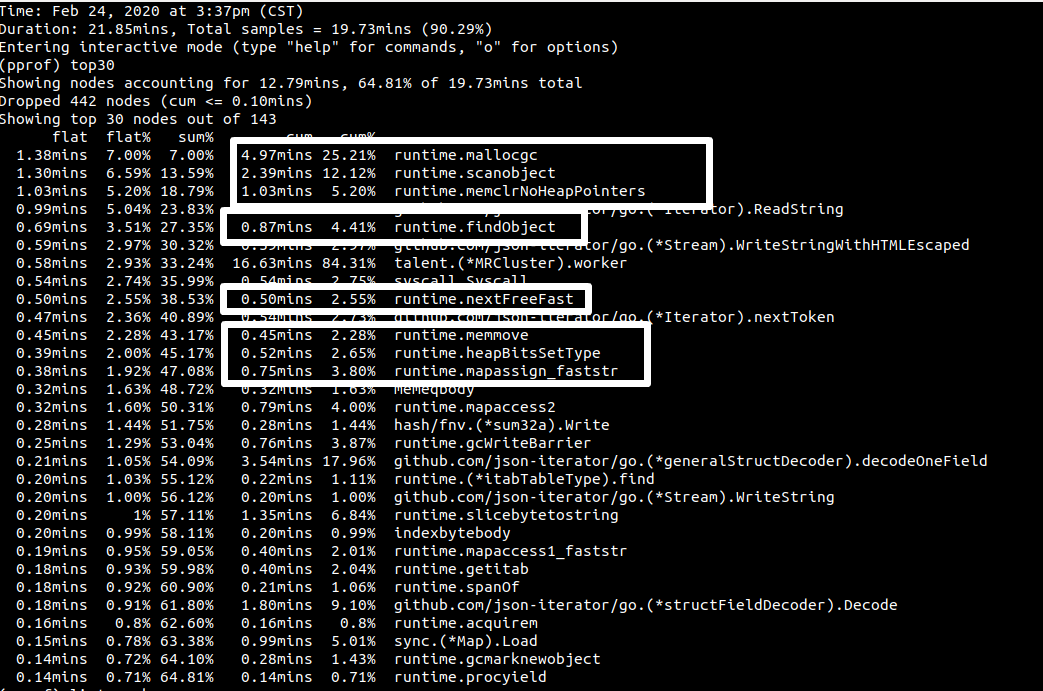 Time: Feb 24, 2020 at 3:37pm (CST)
Duration: 21.85mins, Total samples = 19.73mins (90.29%)
Entering interactive mode (type "help" for commands, "o" for options)
(pprof) top30
Showing nodes accounting for 12.79mins, 64.81% of 19.73mins total
Dropped 442 nodes (cum <= 0.10mins)
Showing top 30 nodes out of 143
flat flat% sum% cum cum%
1.38mins 7.00% 7.00% 4.97mins 25.21% runtime.mallocgc
1.30mins 6.59% 13.59% 2.39mins 12.12% runtime.scanobject
1.03mins 5.20% 18.79% 1.03mins 5.20% runtime.memclrNoHeapPointers
0.99mins 5.04% 23.83% (*Iterator).ReadString
0.69mins 3.51% 27.35% 0.87mins 4.41% runtime.findObject
0.59mins 2.97% 30.32% 0.59mins 2.97% github.com/json-iterator/go.(*Stream).WriteStringWithHTMLEscaped
0.58mins 2.93% 33.24% 16.63mins 84.31% talent.(*MRCluster).worker
0.54mins 2.74% 35.99% 0.54mins 2.75% syscall.Syscall
0.50mins 2.55% 38.53% 0.50mins 2.55% runtime.nextFreeFast
0.47mins 2.36% 40.89% 0.54mins 2.73% github.com/json-iterator/go.(*Iterator).nextToken
0.45mins 2.28% 43.17% 0.45mins 2.28% runtime.memmove
0.39mins 2.00% 45.17% 0.52mins 2.65% runtime.heapBitsSetType
0.38mins 1.92% 47.08% 0.75mins 3.80% runtime.mapassign_faststr
0.32mins 1.63% 48.72% 0.32mins 1.63% memeqbody
0.32mins 1.60% 50.31% 0.79mins 4.00% runtime.mapaccess2
0.28mins 1.44% 51.75% 0.28mins 1.44% hash/fnv.(*sum32a).Write
0.25mins 1.29% 53.04% 0.76mins 3.87% runtime.gcWriteBarrier
0.21mins 1.05% 54.09% 3.54mins 17.96% github.com/json-iterator/go.(*generalStructDecoder).decodeOneField
0.20mins 1.03% 55.12% 0.22mins 1.11% runtime.(*itabTableType).find
0.20mins 1.00% 56.12% 0.20mins 1.00% github.com/json-iterator/go.(*Stream).WriteString
0.20mins 1% 57.11% 1.35mins 6.84% runtime.slicebytetostring
0.20mins 0.99% 58.11% 0.20mins 0.99% indexbytebody
0.19mins 0.95% 59.05% 0.40mins 2.01% runtime.mapaccess1_faststr
0.18mins 0.93% 59.98% 0.40mins 2.04% runtime.getitab
0.18mins 0.92% 60.90% 0.21mins 1.06% runtime.spanOf
0.18mins 0.91% 61.80% 1.80mins 9.10% github.com/json-iterator/go.(*structFieldDecoder).Decode
0.16mins 0.8% 62.60% 0.16mins 0.8% runtime.acquirem
0.15mins 0.78% 63.38% 0.99mins 5.01% sync.(*Map).Load
0.14mins 0.72% 64.10% 0.28mins 1.43% runtime.gcmarknewobject
0.14mins 0.71% 64.81% 0.14mins 0.71% runtime.procyield